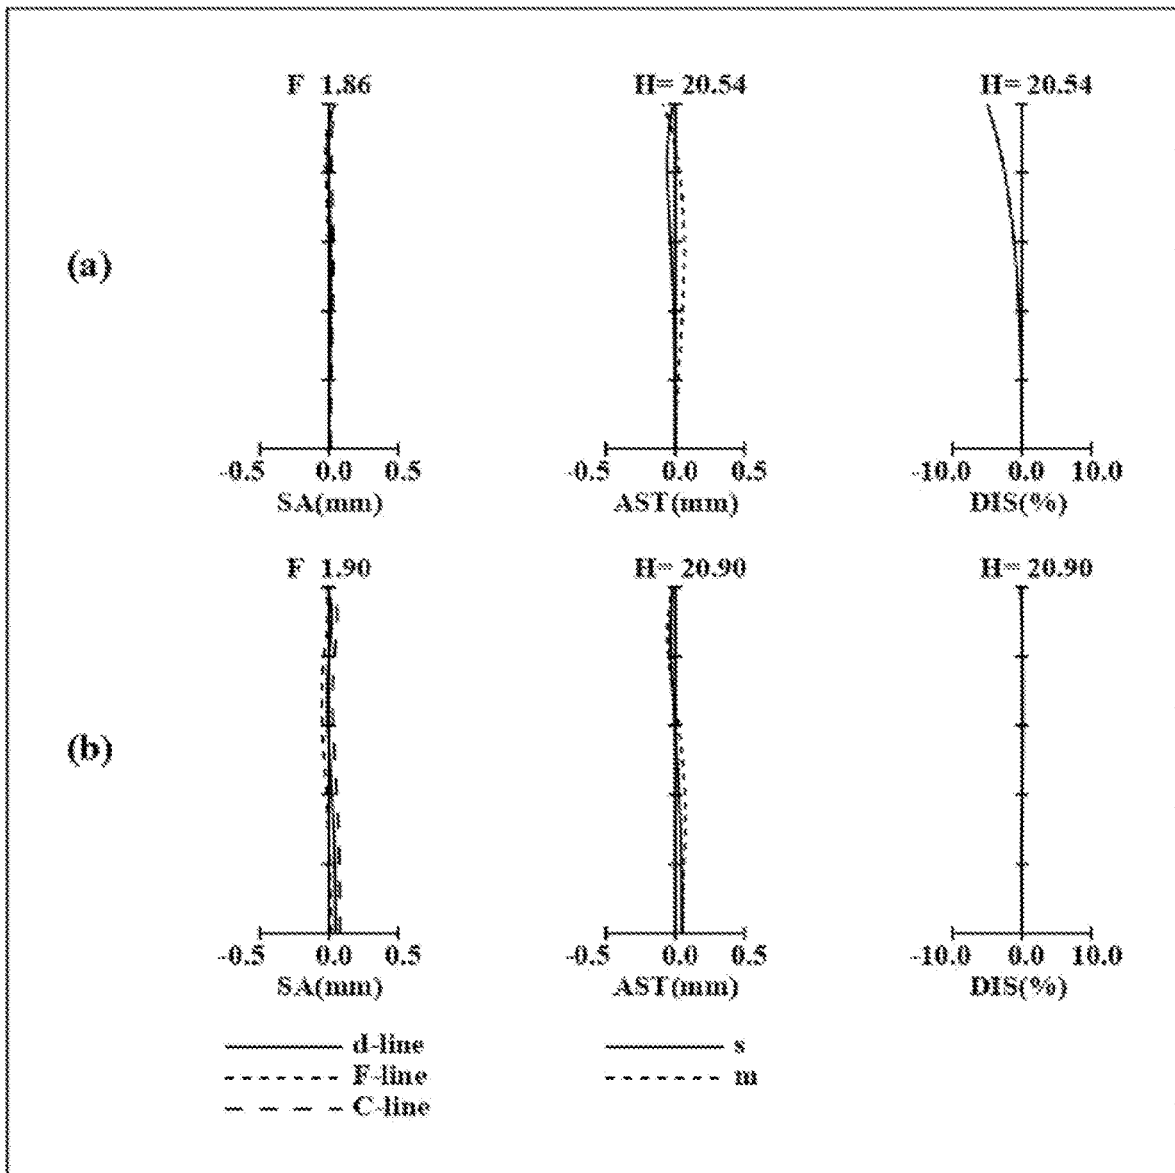 F 1.86 H= 20.54 H= 20.54
(a)
-0.5 0.0 0.5 -0.5 0.0 0.5 -10.0 0.0 10.0
SA(mm) AST(mm) DIS(%)
F 1.90 H= 20.90 H= 20.90
(b)
-0.5 0.0 0.5 -0.5 0.0 0.5 -10.0 0.0 10.0
SA(mm) AST(mm) DIS(%)
d-line s
F-line m
C-line